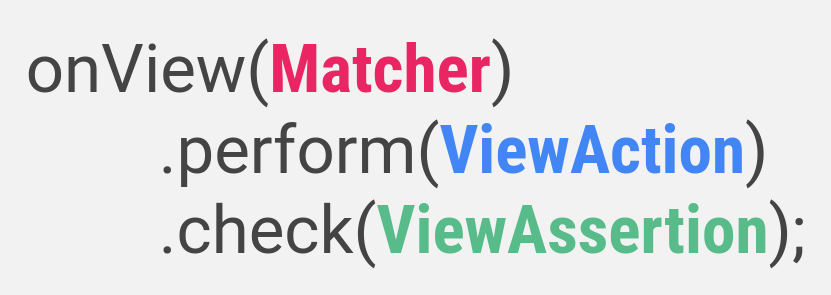 onView(Matcher)
.perform(ViewAction)
.check(ViewAssertion);